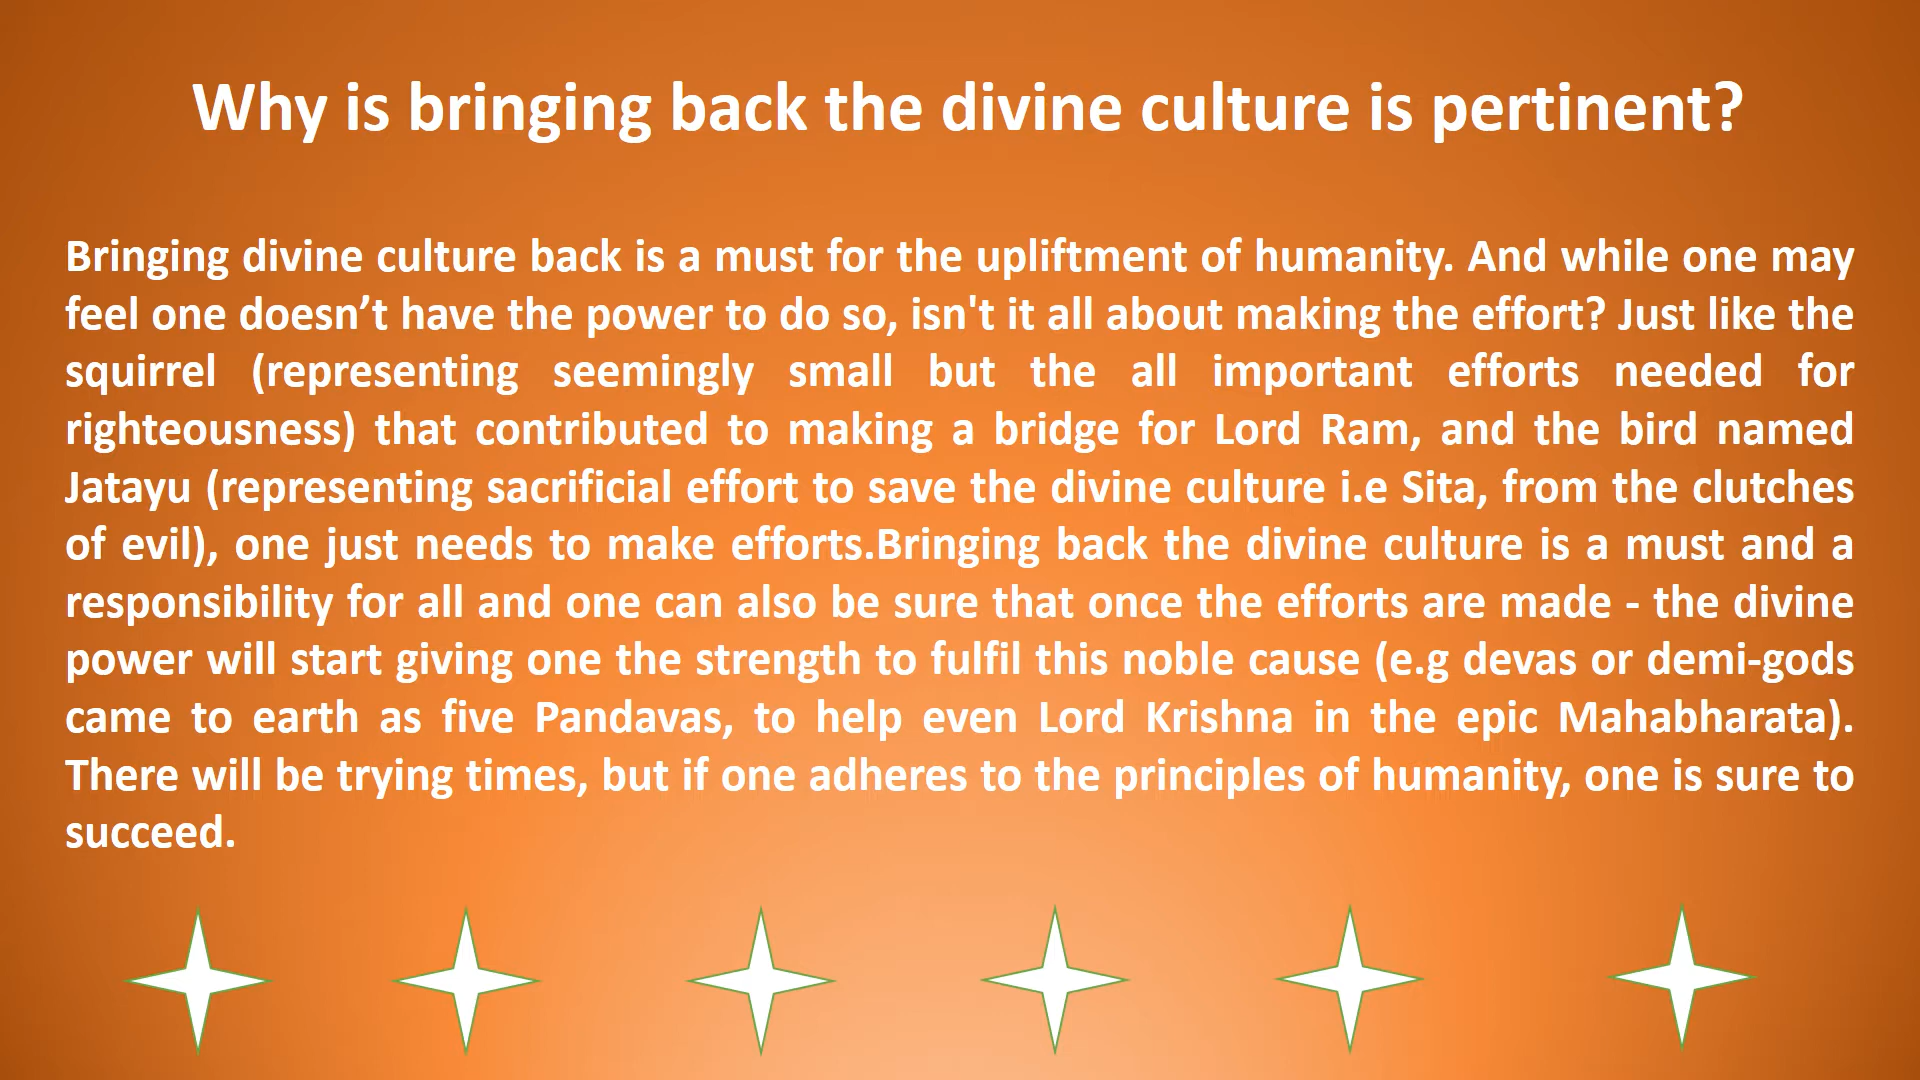 Why is bringing back the divine culture is pertinent?
Bringing divine culture back is a must for the upliftment of humanity. And while one may
feel one doesn’t have the power to do so, isn't it all about making the effort? Just like the
squirrel (representing seemingly small but the all important efforts needed for
righteousness) that contributed to making a bridge for Lord Ram, and the bird named
Jatayu (representing sacrificial effort to save the divine culture i.e Sita, from the clutches
of evil), one just needs to make efforts.Bringing back the divine culture is a must and a
responsibility for all and one can also be sure that once the efforts are made - the divine
power will start giving one the strength to fulfil this noble cause (e.g devas or demi-gods
came to earth as five Pandavas, to help even Lord Krishna in the epic Mahabharata).
There will be trying times, but if one adheres to the principles of humanity, one is sure to
succeed.